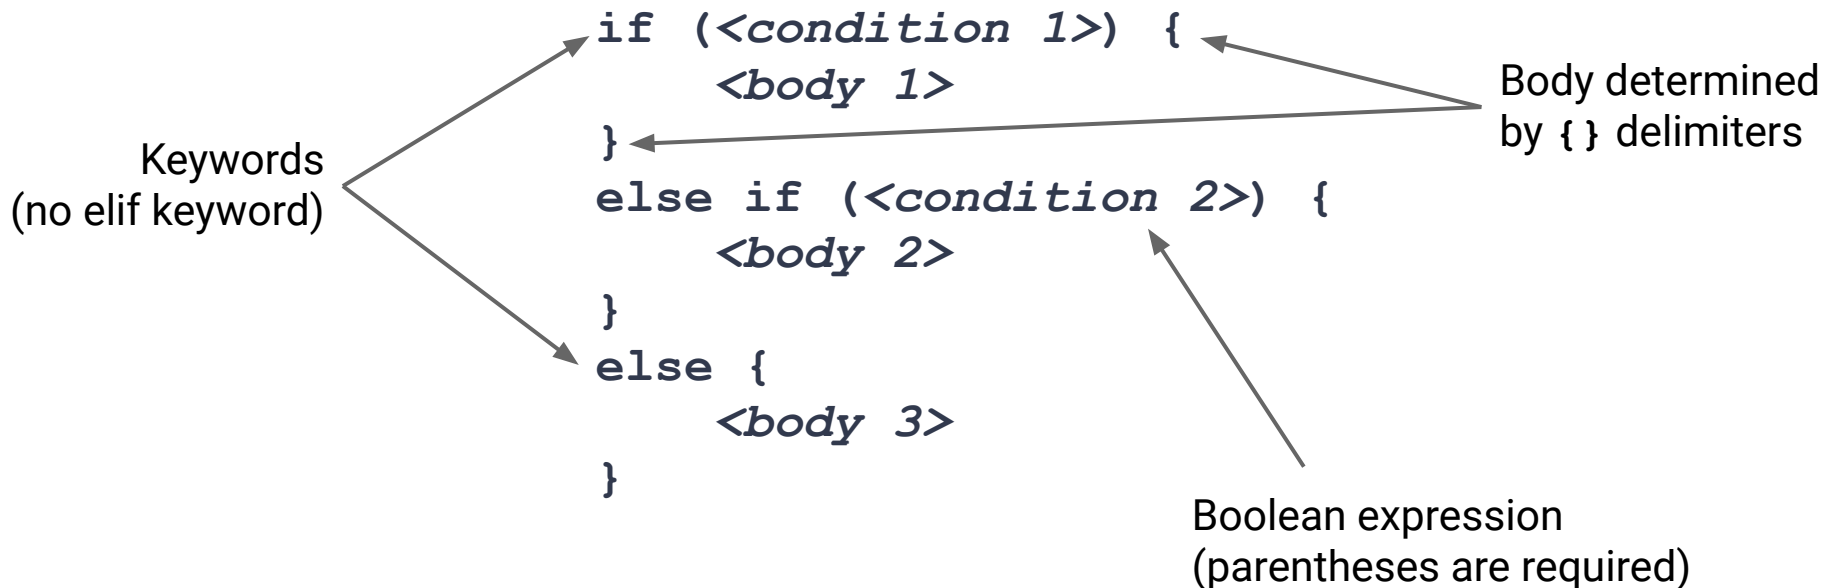 if (<condition 1>) {
<body 1>
}
else if (<condition 2>) {
<body 2>
}
else {
<body 3>
}
Keywords
(no elif keyword)
Body determined
by {} delimiters
Boolean expression
(parentheses are required)